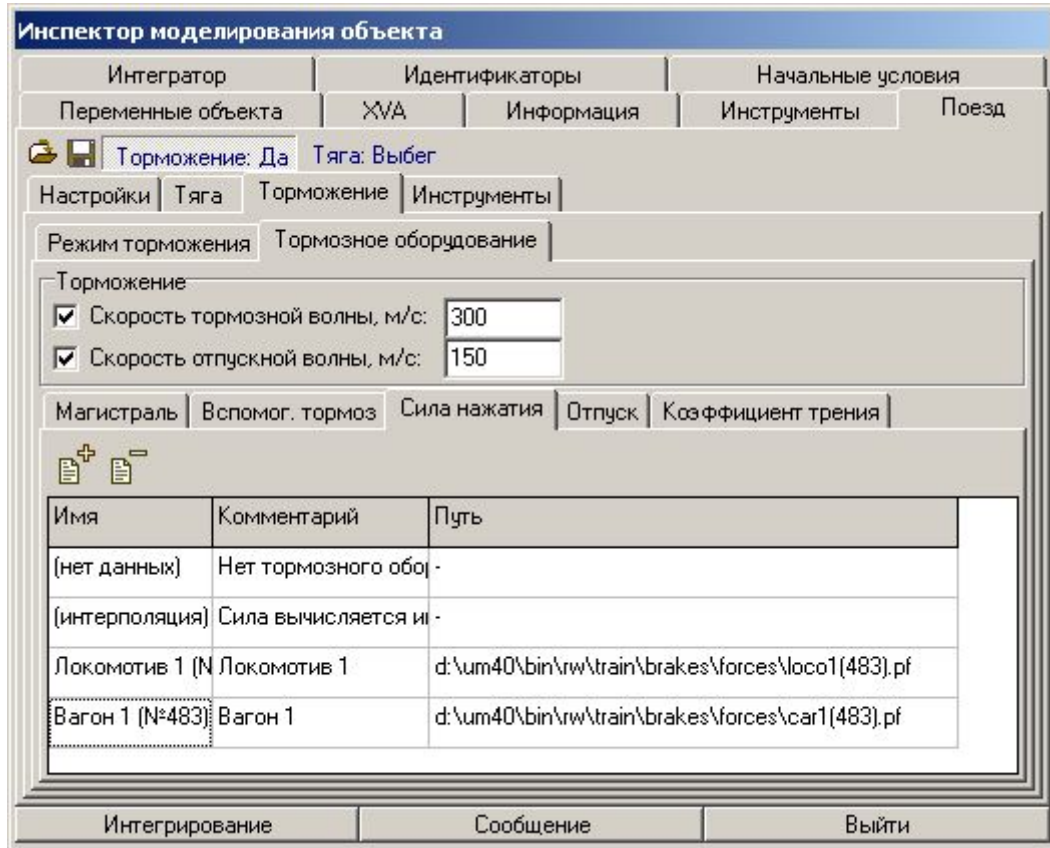 Инспектор моделирования объекта
Интегратор Идентификаторы Начальные условия
Переменные объекта XVA Информация Инструменты Поезд
Торможение: Да Тяга: Выбег
Настройки Тяга Торможение Инструменты
Режим торможения Тормозное оборудование
Торможение
Скорость тормозной волны, м/с: 300
Скорость отпускной волны, м/с: 150
Магистраль Вспомог. тормоз Сила нажатия Отпуск Коэффициент трения
Имя Комментарий Путь
(нет данных) Нет тормозного -
(интерполяция) Сила вычисляется -
Локомотив 1 (N Локомотив 1 d:\um40\bin\rw\train\brakes\forces\loco1(483).pf
Вагон 1 (№483) Вагон 1 d:\um40\bin\rw\train\brakes\forces\car1(483).pf
Интегрирование Сообщение Выйти